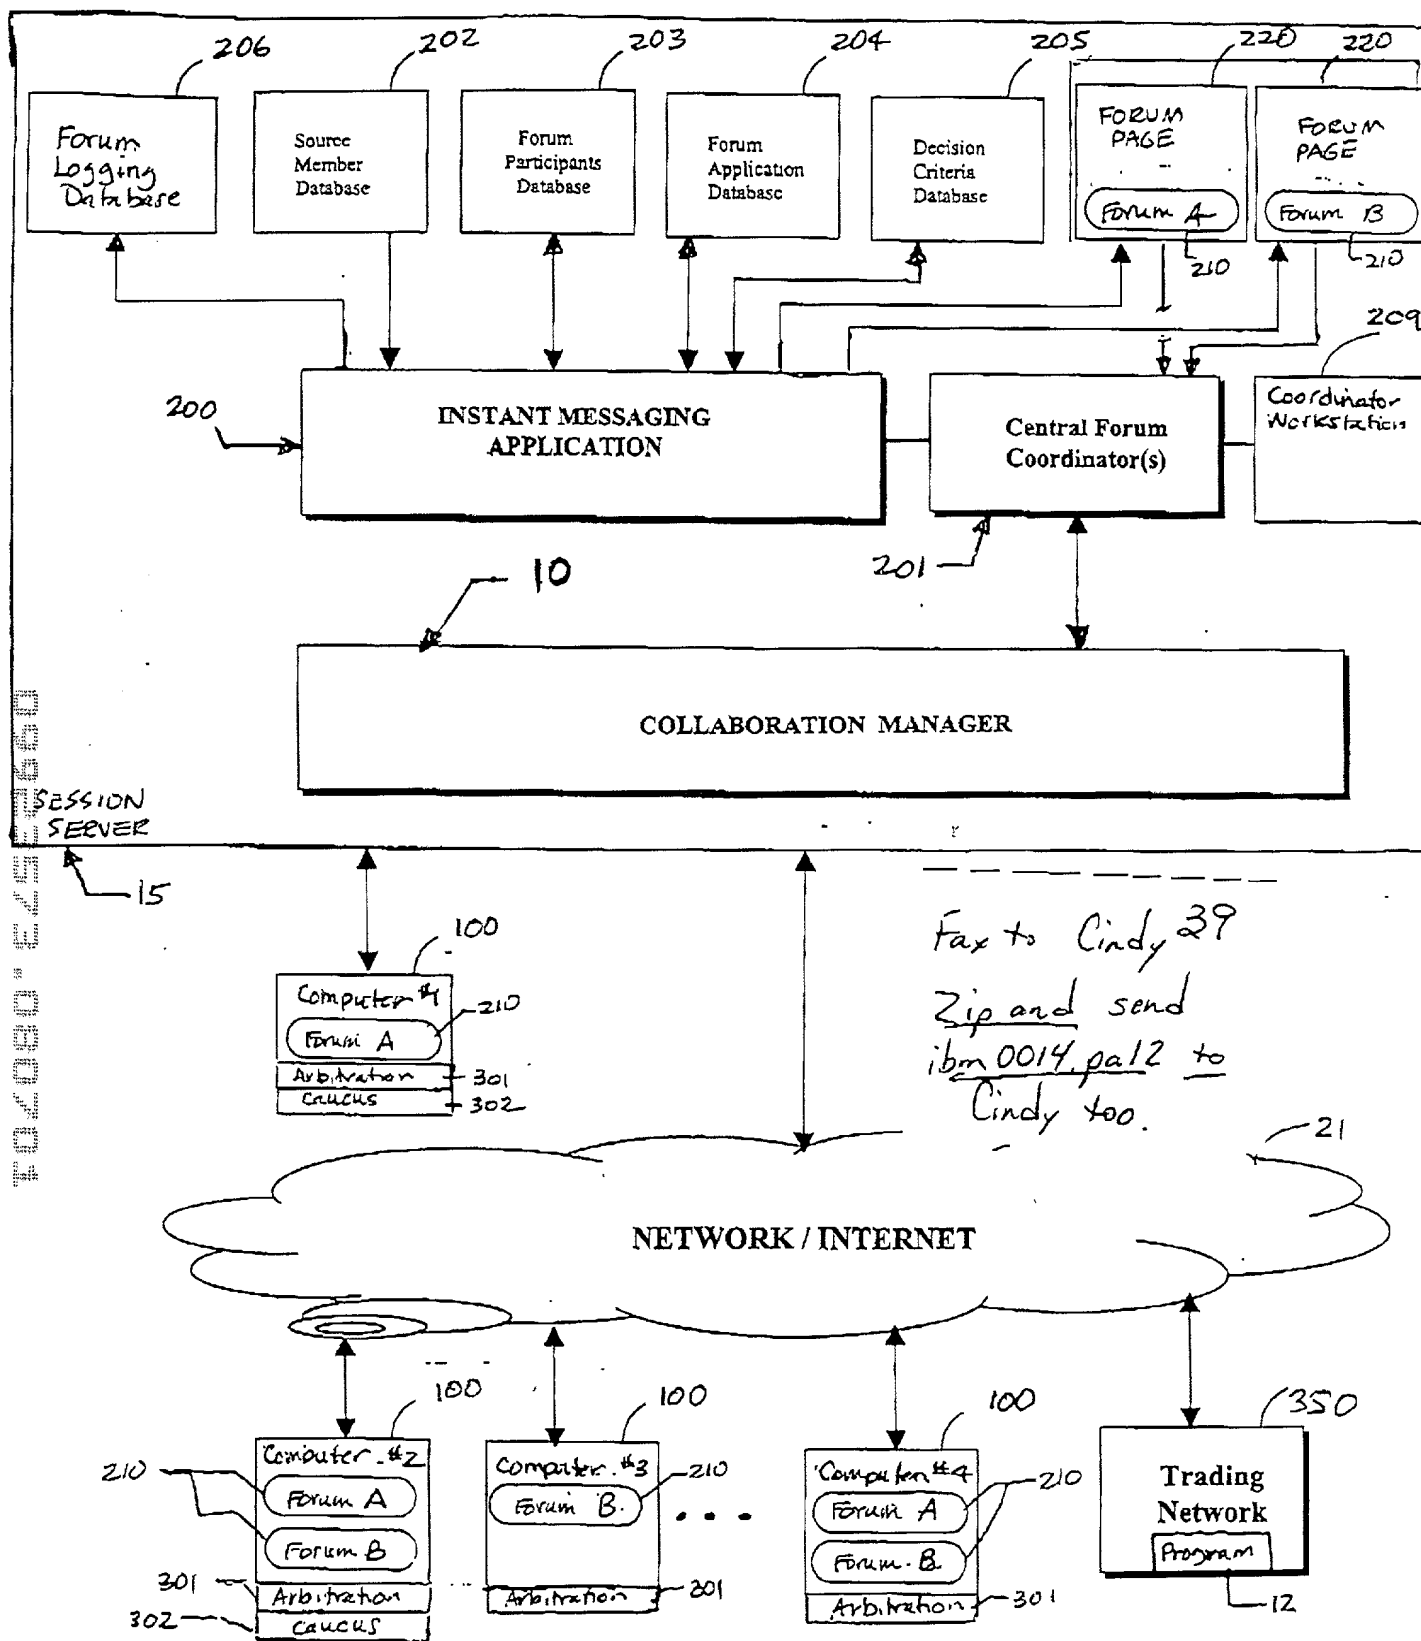 206
202
203
204
205
220
220
Forum
Logging
Database
Source
Member
Database
Forum
Participants
Database
Forum
Application
Database
Decision
Criteria
Database
FORUM
PAGE
Forum A
210
FORUM
PAGE
Forum B
210
209
200
INSTANT MESSAGING
APPLICATION
Central Forum
Coordinator(s)
Coordinator
Workstation
201
10
COLLABORATION MANAGER
SESSION
SERVER
15
100
Computer #1
Forum A
210
Arbitration
301
Caucus
302
Fax to Cindy 39
Zip and send
ibm0014.pa12 to
Cindy too.
21
NETWORK / INTERNET
100
Computer #2
210
Forum A
Forum B
301
Arbitration
302
Caucus
100
Computer #3
210
Forum B
. . .
Arbitration
301
100
Computer #4
Forum A
210
Forum B
Arbitration
301
350
Trading
Network
Program
12